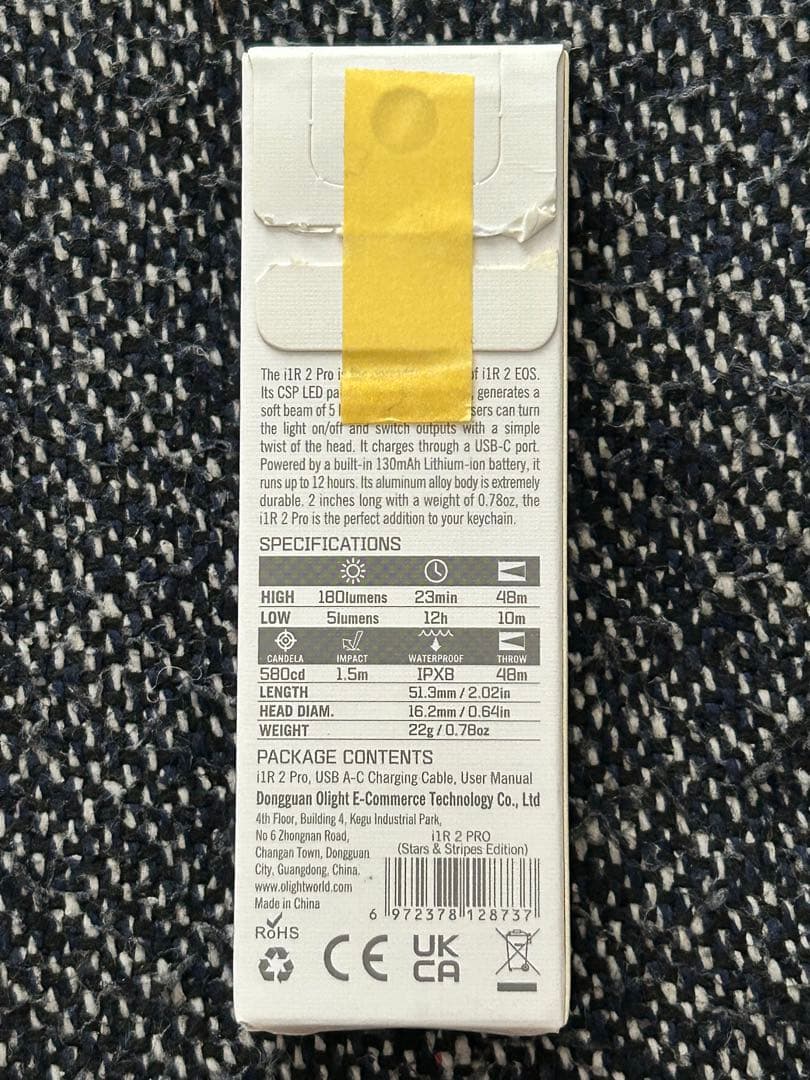 The i1R 2 Pro is the of i1R 2 EOS.
Its CSP LED pa , generates a
soft beam of 5 l sers can turn
the light on/off and switch outputs with a simple
twist of the head. It charges through a USB-C port.
Powered by a built-in 130mAh Lithium-ion battery, it
runs up to 12 hours. Its aluminum alloy body is extremely
durable. 2 inches long with a weight of 0.78oz, the
i1R 2 Pro is the perfect addition to your keychain.
SPECIFICATIONS
HIGH 180lumens 23min 48m
LOW 5lumens 12h 10m
CANDELA IMPACT WATERPROOF THROW
580cd 1.5m IPX8 48m
LENGTH 51.3mm / 2.02in
HEAD DIAM. 16.2mm / 0.64in
WEIGHT 22g / 0.78oz
PACKAGE CONTENTS
i1R 2 Pro, USB A-C Charging Cable, User Manual
Dongguan Olight E-Commerce Technology Co., Ltd
4th Floor, Building 4, Kegu Industrial Park,
No 6 Zhongnan Road,
Changan Town, Dongguan
City, Guangdong, China.
www.olightworld.com
Made in China
i1R 2 PRO
(Stars & Stripes Edition)
6 972378 128737
RoHS
CE
UK
CA